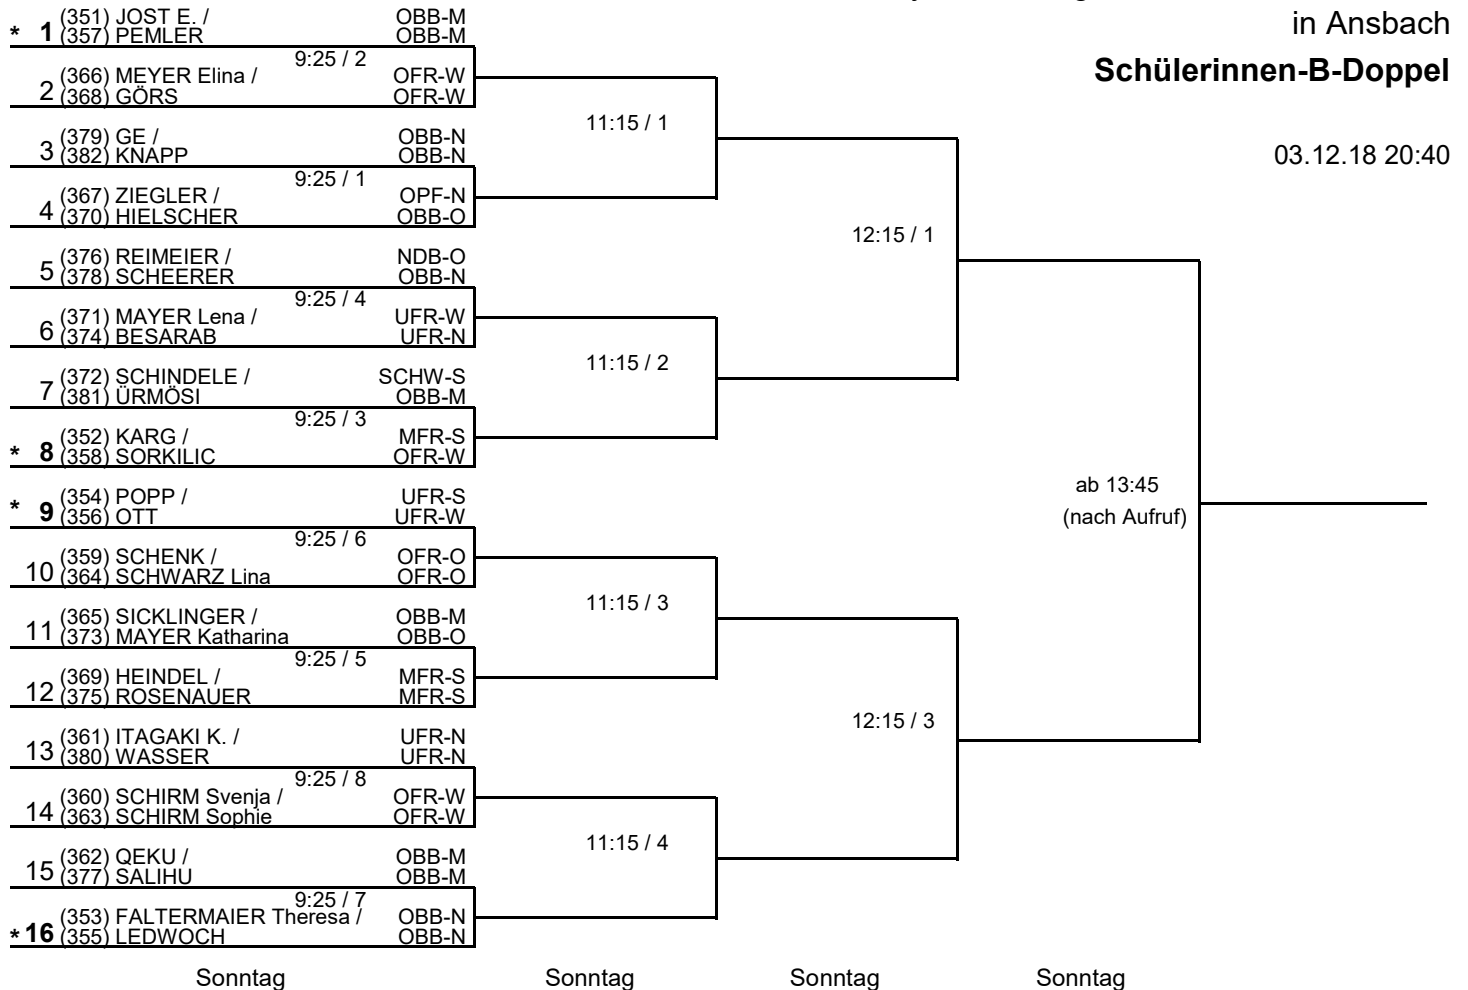 in Ansbach
Schülerinnen-B-Doppel
03.12.18 20:40
(351) JOST E. / OBB-M
* 1 (357) PEMLER OBB-M
9:25 / 2
(366) MEYER Elina / OFR-W
2 (368) GÖRS OFR-W
11:15 / 1
(379) GE / OBB-N
3 (382) KNAPP OBB-N
9:25 / 1
(367) ZIEGLER / OPF-N
4 (370) HIELSCHER OBB-O
12:15 / 1
(376) REIMEIER / NDB-O
5 (378) SCHEERER OBB-N
9:25 / 4
(371) MAYER Lena / UFR-W
6 (374) BESARAB UFR-N
11:15 / 2
(372) SCHINDELE / SCHW-S
7 (381) ÜRMÖSI OBB-M
9:25 / 3
(352) KARG / MFR-S
* 8 (358) SORKILIC OFR-W
ab 13:45
(nach Aufruf)
(354) POPP / UFR-S
* 9 (356) OTT UFR-W
9:25 / 6
(359) SCHENK / OFR-O
10 (364) SCHWARZ Lina OFR-O
11:15 / 3
(365) SICKLINGER / OBB-M
11 (373) MAYER Katharina OBB-O
9:25 / 5
(369) HEINDEL / MFR-S
12 (375) ROSENAUER MFR-S
12:15 / 3
(361) ITAGAKI K. / UFR-N
13 (380) WASSER UFR-N
9:25 / 8
(360) SCHIRM Svenja / OFR-W
14 (363) SCHIRM Sophie OFR-W
11:15 / 4
(362) QEKU / OBB-M
15 (377) SALIHU OBB-M
9:25 / 7
(353) FALTERMAIER Theresa / OBB-N
* 16 (355) LEDWOCH OBB-N
Sonntag Sonntag Sonntag Sonntag